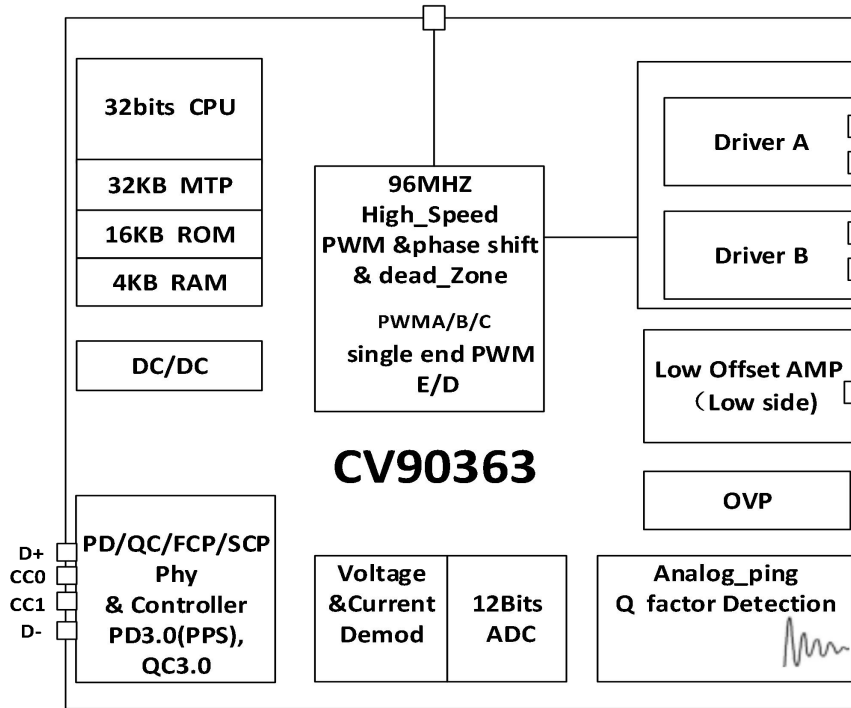 32bits CPU
32KB MTP
16KB ROM
4KB RAM
DC/DC
96MHZ
High_Speed
PWM &phase shift
& dead_Zone
PWMA/B/C
single end PWM
E/D
Driver A
Driver B
Low Offset AMP
（Low side)
OVP
CV90363
D+
CC0
CC1
D-
PD/QC/FCP/SCP
Phy
& Controller
PD3.0(PPS),
QC3.0
Voltage
&Current
Demod
12Bits
ADC
Analog_ping
Q factor Detection